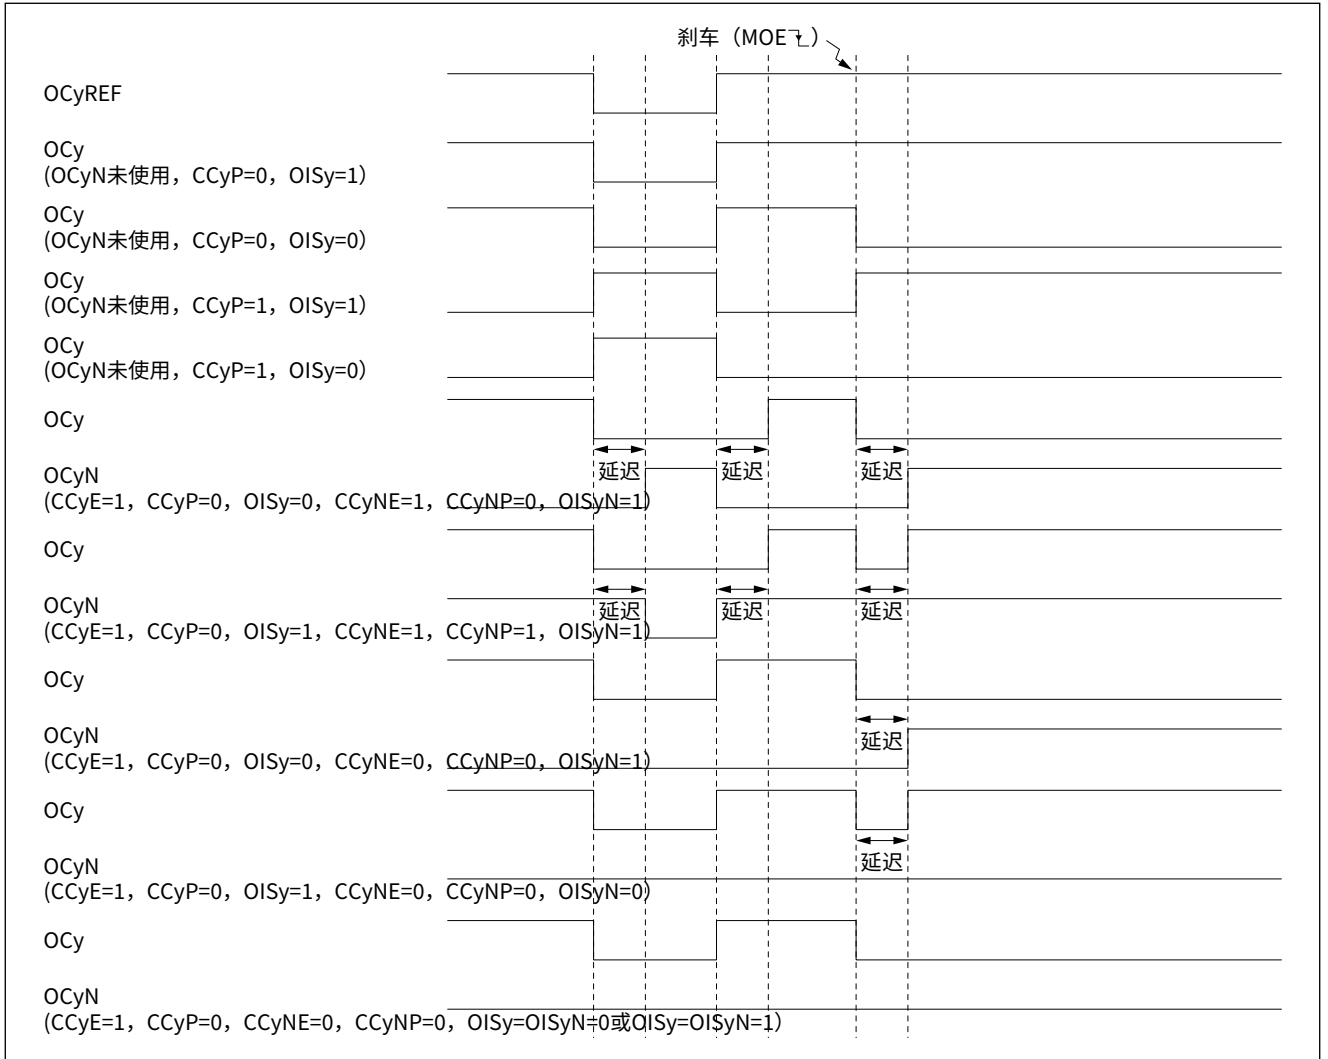 刹车（MOE）
OCyREF
OCy
(OCyN未使用，CCyP=0，OISy=1）
OCy
(OCyN未使用，CCyP=0，OISy=0）
OCy
(OCyN未使用，CCyP=1，OISy=1）
OCy
(OCyN未使用，CCyP=1，OISy=0）
OCy
延迟 延迟 延迟
OCyN
(CCyE=1，CCyP=0，OISy=0，CCyNE=1，CCyNP=0，OISyN=1）
OCy
OCyN
延迟 延迟 延迟
(CCyE=1，CCyP=0，OISy=1，CCyNE=1，CCyNP=1，OISyN=1）
OCy
OCyN
延迟
(CCyE=1，CCyP=0，OISy=0，CCyNE=0，CCyNP=0，OISyN=1）
OCy
延迟
OCyN
(CCyE=1，CCyP=0，OISy=1，CCyNE=0，CCyNP=0，OISyN=0）
OCy
OCyN
(CCyE=1，CCyP=0，CCyNE=0，CCyNP=0，OISy=OISyN=0或OISy=OISyN=1）